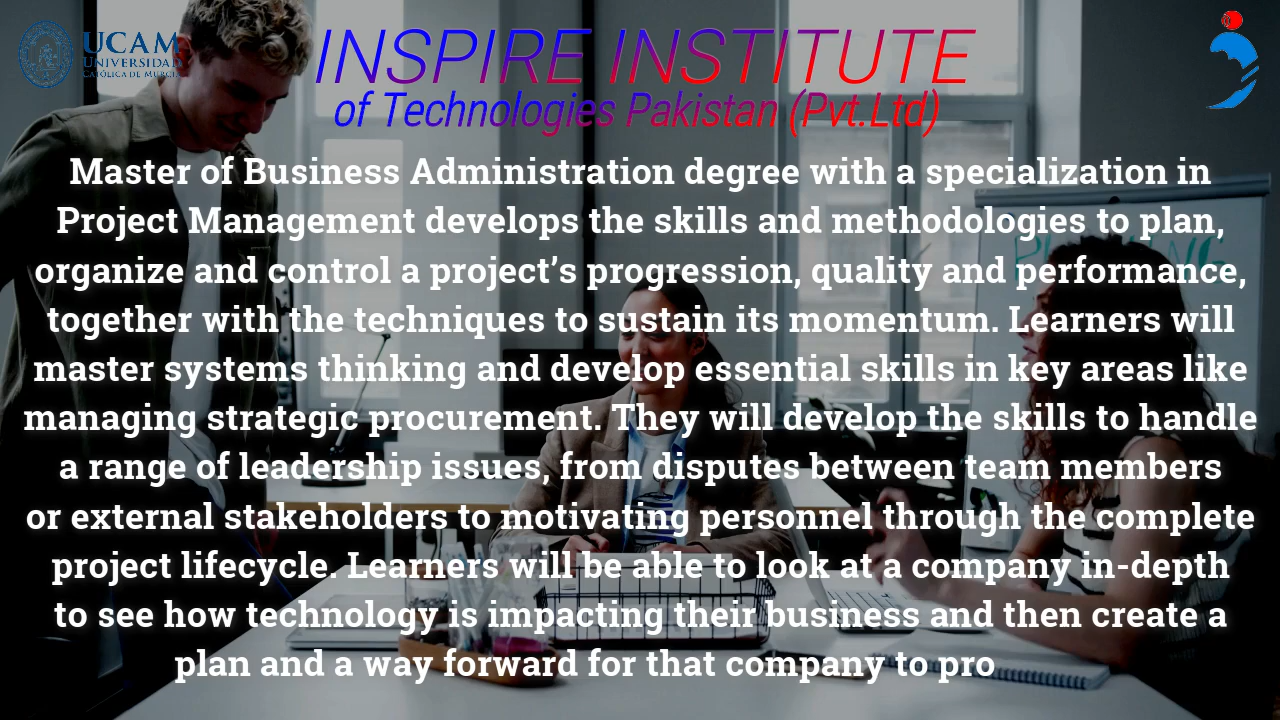 UCAM
UNIVERSIDAD
CATÓLICA DE MURCIA
INSPIRE INSTITUTE
of Technologies Pakistan (Pvt.Ltd)
Master of Business Administration degree with a specialization in
Project Management develops the skills and methodologies to plan,
organize and control a project’s progression, quality and performance,
together with the techniques to sustain its momentum. Learners will
master systems thinking and develop essential skills in key areas like
managing strategic procurement. They will develop the skills to handle
a range of leadership issues, from disputes between team members
or external stakeholders to motivating personnel through the complete
project lifecycle. Learners will be able to look at a company in-depth
to see how technology is impacting their business and then create a
plan and a way forward for that company to pro